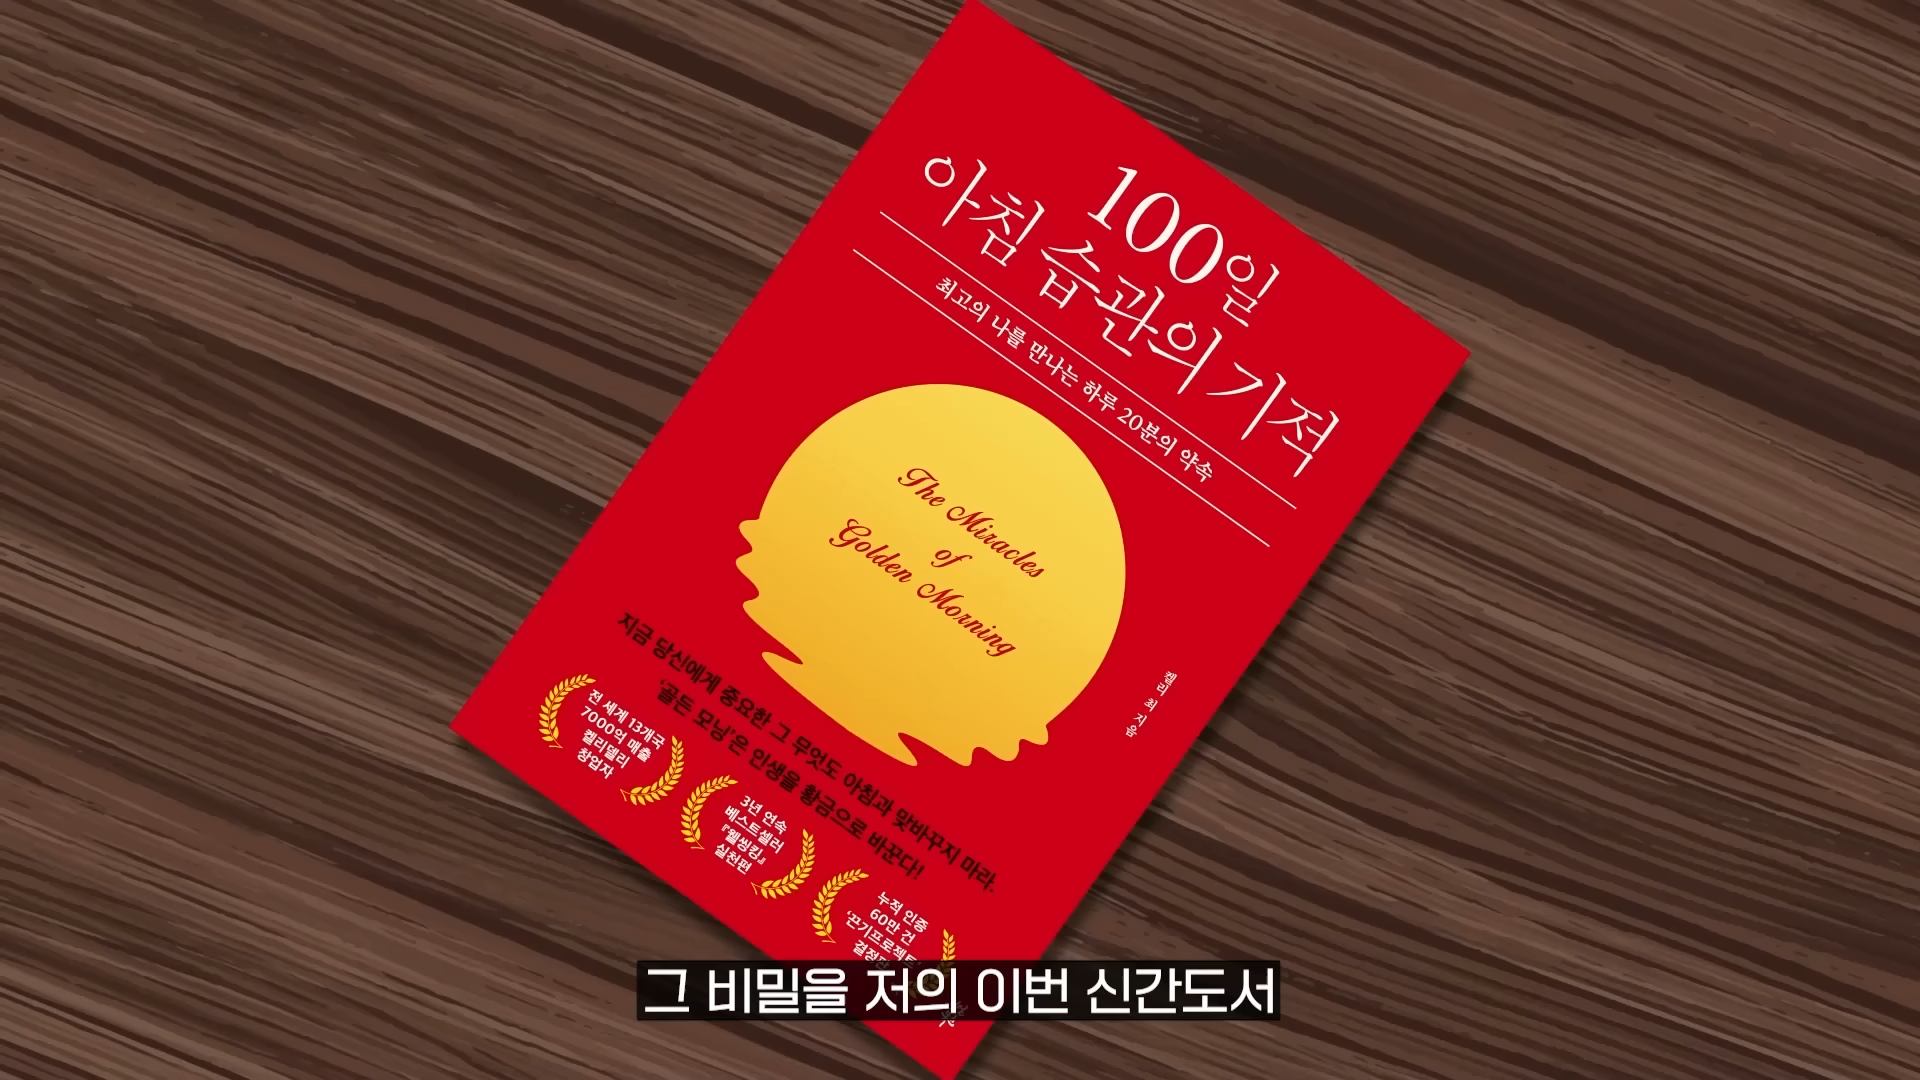 100일
아침 습관의 기적
최고의 나를 만나는 하루 20분의 약속
The Miracles
of
Golden Morning
켈리 최 지음
지금 당신에게 중요한 그 무엇도 아침과 맞바꾸지 마라.
'골든 모닝'은 인생을 황금으로 바꾼다!
전 세계 13개국
7000억 매출
켈리델리
창업자
3년 연속
베스트셀러
『웰씽킹』
실천편
누적 인증
60만 건
'끈기프로젝트'
결정판
그 비밀을 저의 이번 신간도서